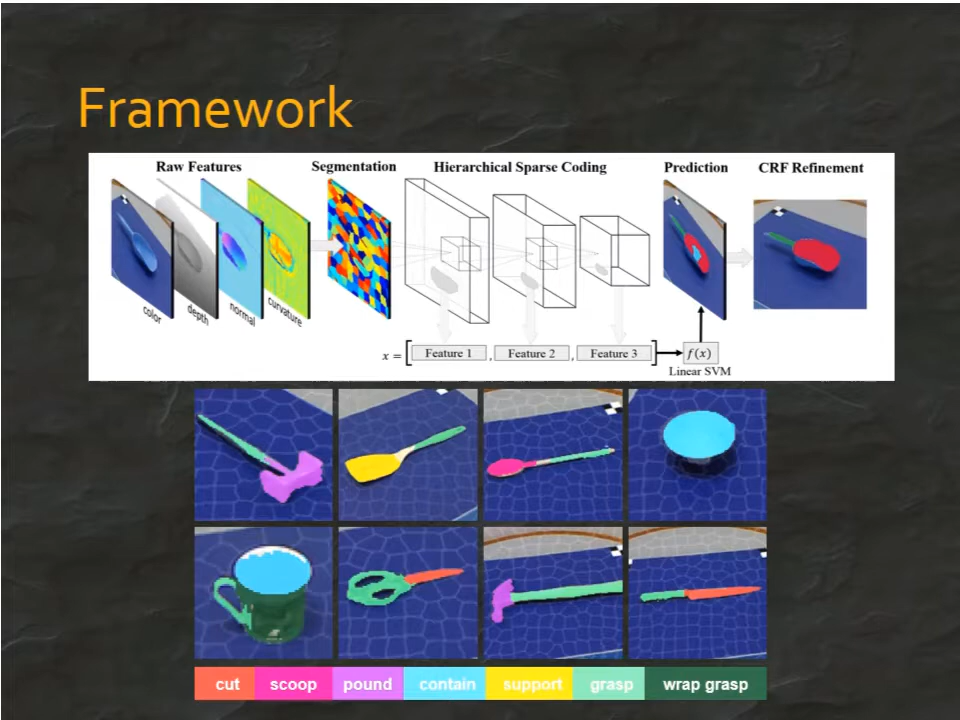 Framework
Raw Features
Segmentation
Hierarchical Sparse Coding
Prediction
CRF Refinement
color
depth
normal
curvature
x = [ Feature 1 , Feature 2 , Feature 3 ]
f(x)
Linear SVM
cut
scoop
pound
contain
support
grasp
wrap grasp